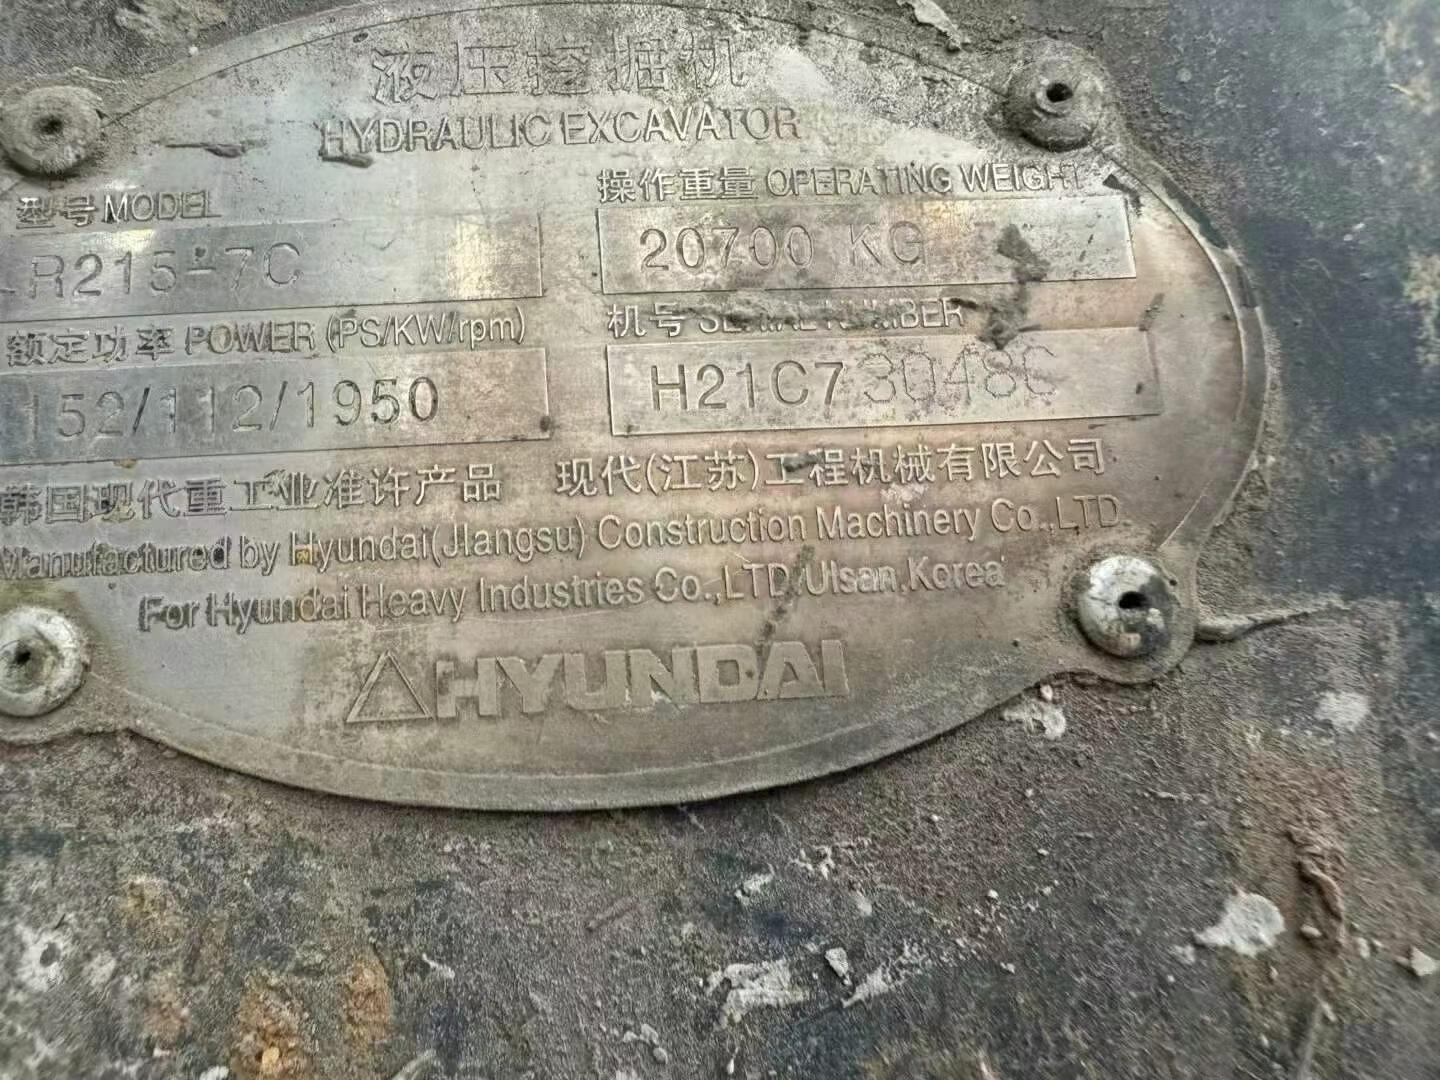 液压挖掘机
HYDRAULIC EXCAVATOR
型号 MODEL
操作重量 OPERATING WEIGHT
R215-7C
20700 KG
额定功率 POWER (PS/KW/rpm)
机号 SERIAL NUMBER
152/112/1950
韩国现代重工业准许产品 现代(江苏)工程机械有限公司
Manufactured by Hyundai(Jiangsu) Construction Machinery Co.,LTD
For Hyundai Heavy Industries Co.,LTD,Ulsan,Korea
HYUNDAI